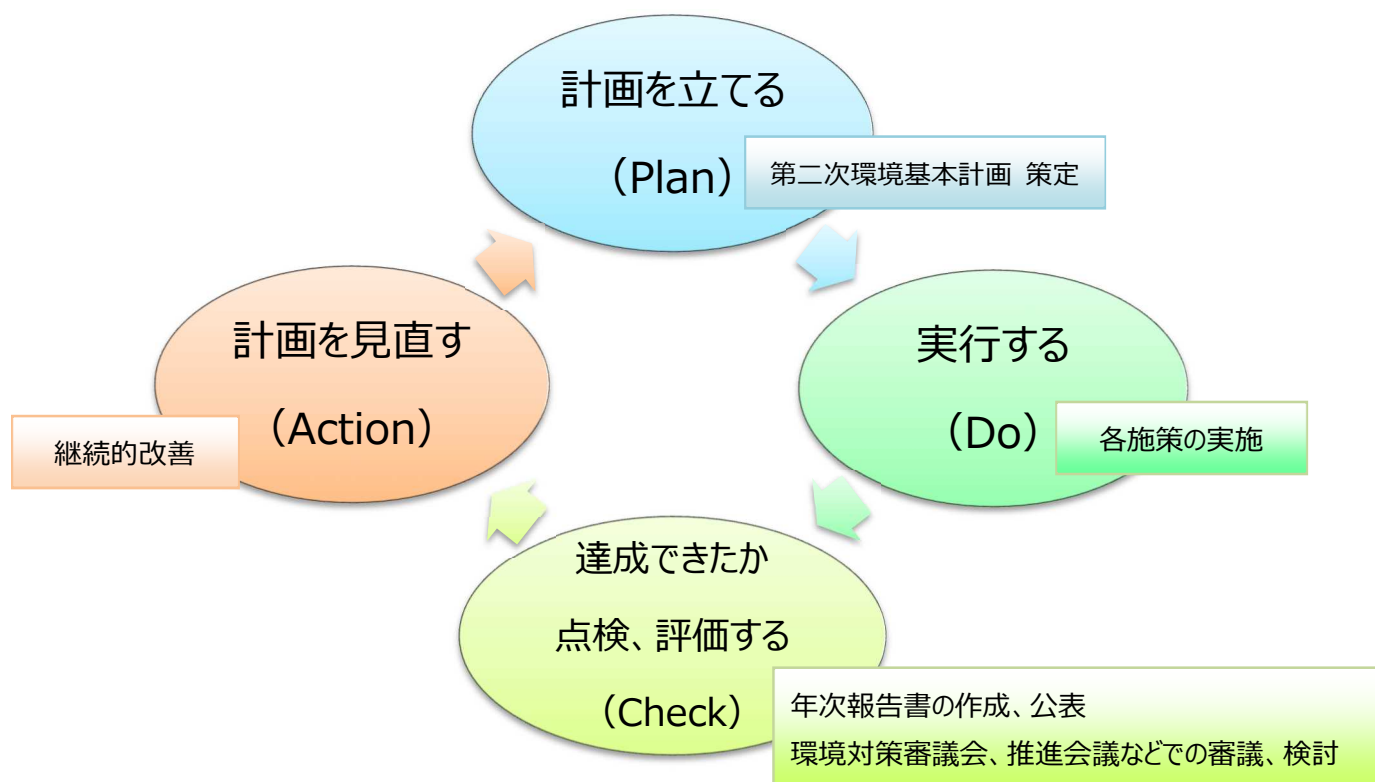 計画を立てる
（Plan）
第二次環境基本計画 策定
実行する
（Do）
各施策の実施
達成できたか
点検、評価する
（Check）
年次報告書の作成、公表
環境対策審議会、推進会議などでの審議、検討
計画を見直す
（Action）
継続的改善